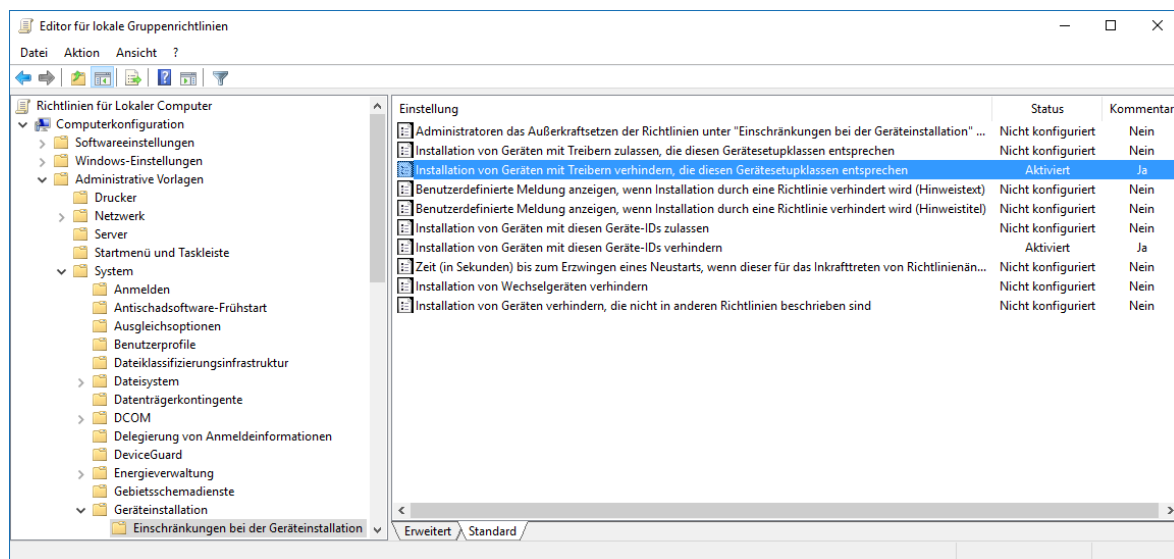 Editor für lokale Gruppenrichtlinien
Datei Aktion Ansicht ?
Richtlinien für Lokaler Computer
Computerkonfiguration
Softwareeinstellungen
Windows-Einstellungen
Administrative Vorlagen
Drucker
Netzwerk
Server
Startmenü und Taskleiste
System
Anmelden
Antischadsoftware-Frühstart
Ausgleichsoptionen
Benutzerprofile
Dateiklassifizierungsinfrastruktur
Dateisystem
Datenträgerkontingente
DCOM
Delegierung von Anmeldeinformationen
DeviceGuard
Energieverwaltung
Gebietsschemadienste
Geräteinstallation
Einschränkungen bei der Geräteinstallation
Einstellung Status Kommentar
Administratoren das Außerkraftsetzen der Richtlinien unter "Einschränkungen bei der Geräteinstallation" ... Nicht konfiguriert Nein
Installation von Geräten mit Treibern zulassen, die diesen Gerätesetupklassen entsprechen Nicht konfiguriert Nein
Installation von Geräten mit Treibern verhindern, die diesen Gerätesetupklassen entsprechen Aktiviert Ja
Benutzerdefinierte Meldung anzeigen, wenn Installation durch eine Richtlinie verhindert wird (Hinweistext) Nicht konfiguriert Nein
Benutzerdefinierte Meldung anzeigen, wenn Installation durch eine Richtlinie verhindert wird (Hinweistitel) Nicht konfiguriert Nein
Installation von Geräten mit diesen Geräte-IDs zulassen Nicht konfiguriert Nein
Installation von Geräten mit diesen Geräte-IDs verhindern Aktiviert Ja
Zeit (in Sekunden) bis zum Erzwingen eines Neustarts, wenn dieser für das Inkrafttreten von Richtlinienän... Nicht konfiguriert Nein
Installation von Wechselgeräten verhindern Nicht konfiguriert Nein
Installation von Geräten verhindern, die nicht in anderen Richtlinien beschrieben sind Nicht konfiguriert Nein
Erweitert Standard